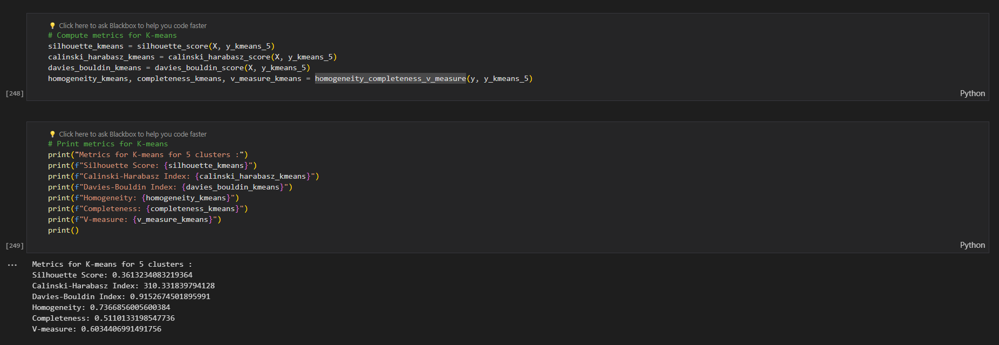 Click here to ask Blackbox to help you code faster
# Compute metrics for K-means
silhouette_kmeans = silhouette_score(X, y_kmeans_5)
calinski_harabasz_kmeans = calinski_harabasz_score(X, y_kmeans_5)
davies_bouldin_kmeans = davies_bouldin_score(X, y_kmeans_5)
homogeneity_kmeans, completeness_kmeans, v_measure_kmeans = homogeneity_completeness_v_measure(y, y_kmeans_5)
[248]
Python
Click here to ask Blackbox to help you code faster
# Print metrics for K-means
print("Metrics for K-means for 5 clusters :")
print(f"Silhouette Score: {silhouette_kmeans}")
print(f"Calinski-Harabasz Index: {calinski_harabasz_kmeans}")
print(f"Davies-Bouldin Index: {davies_bouldin_kmeans}")
print(f"Homogeneity: {homogeneity_kmeans}")
print(f"Completeness: {completeness_kmeans}")
print(f"V-measure: {v_measure_kmeans}")
print()
[249]
Python
Metrics for K-means for 5 clusters :
Silhouette Score: 0.3613234083219364
Calinski-Harabasz Index: 310.331839794128
Davies-Bouldin Index: 0.9152674501895991
Homogeneity: 0.7366856005600384
Completeness: 0.5110133198547736
V-measure: 0.6034406991491756